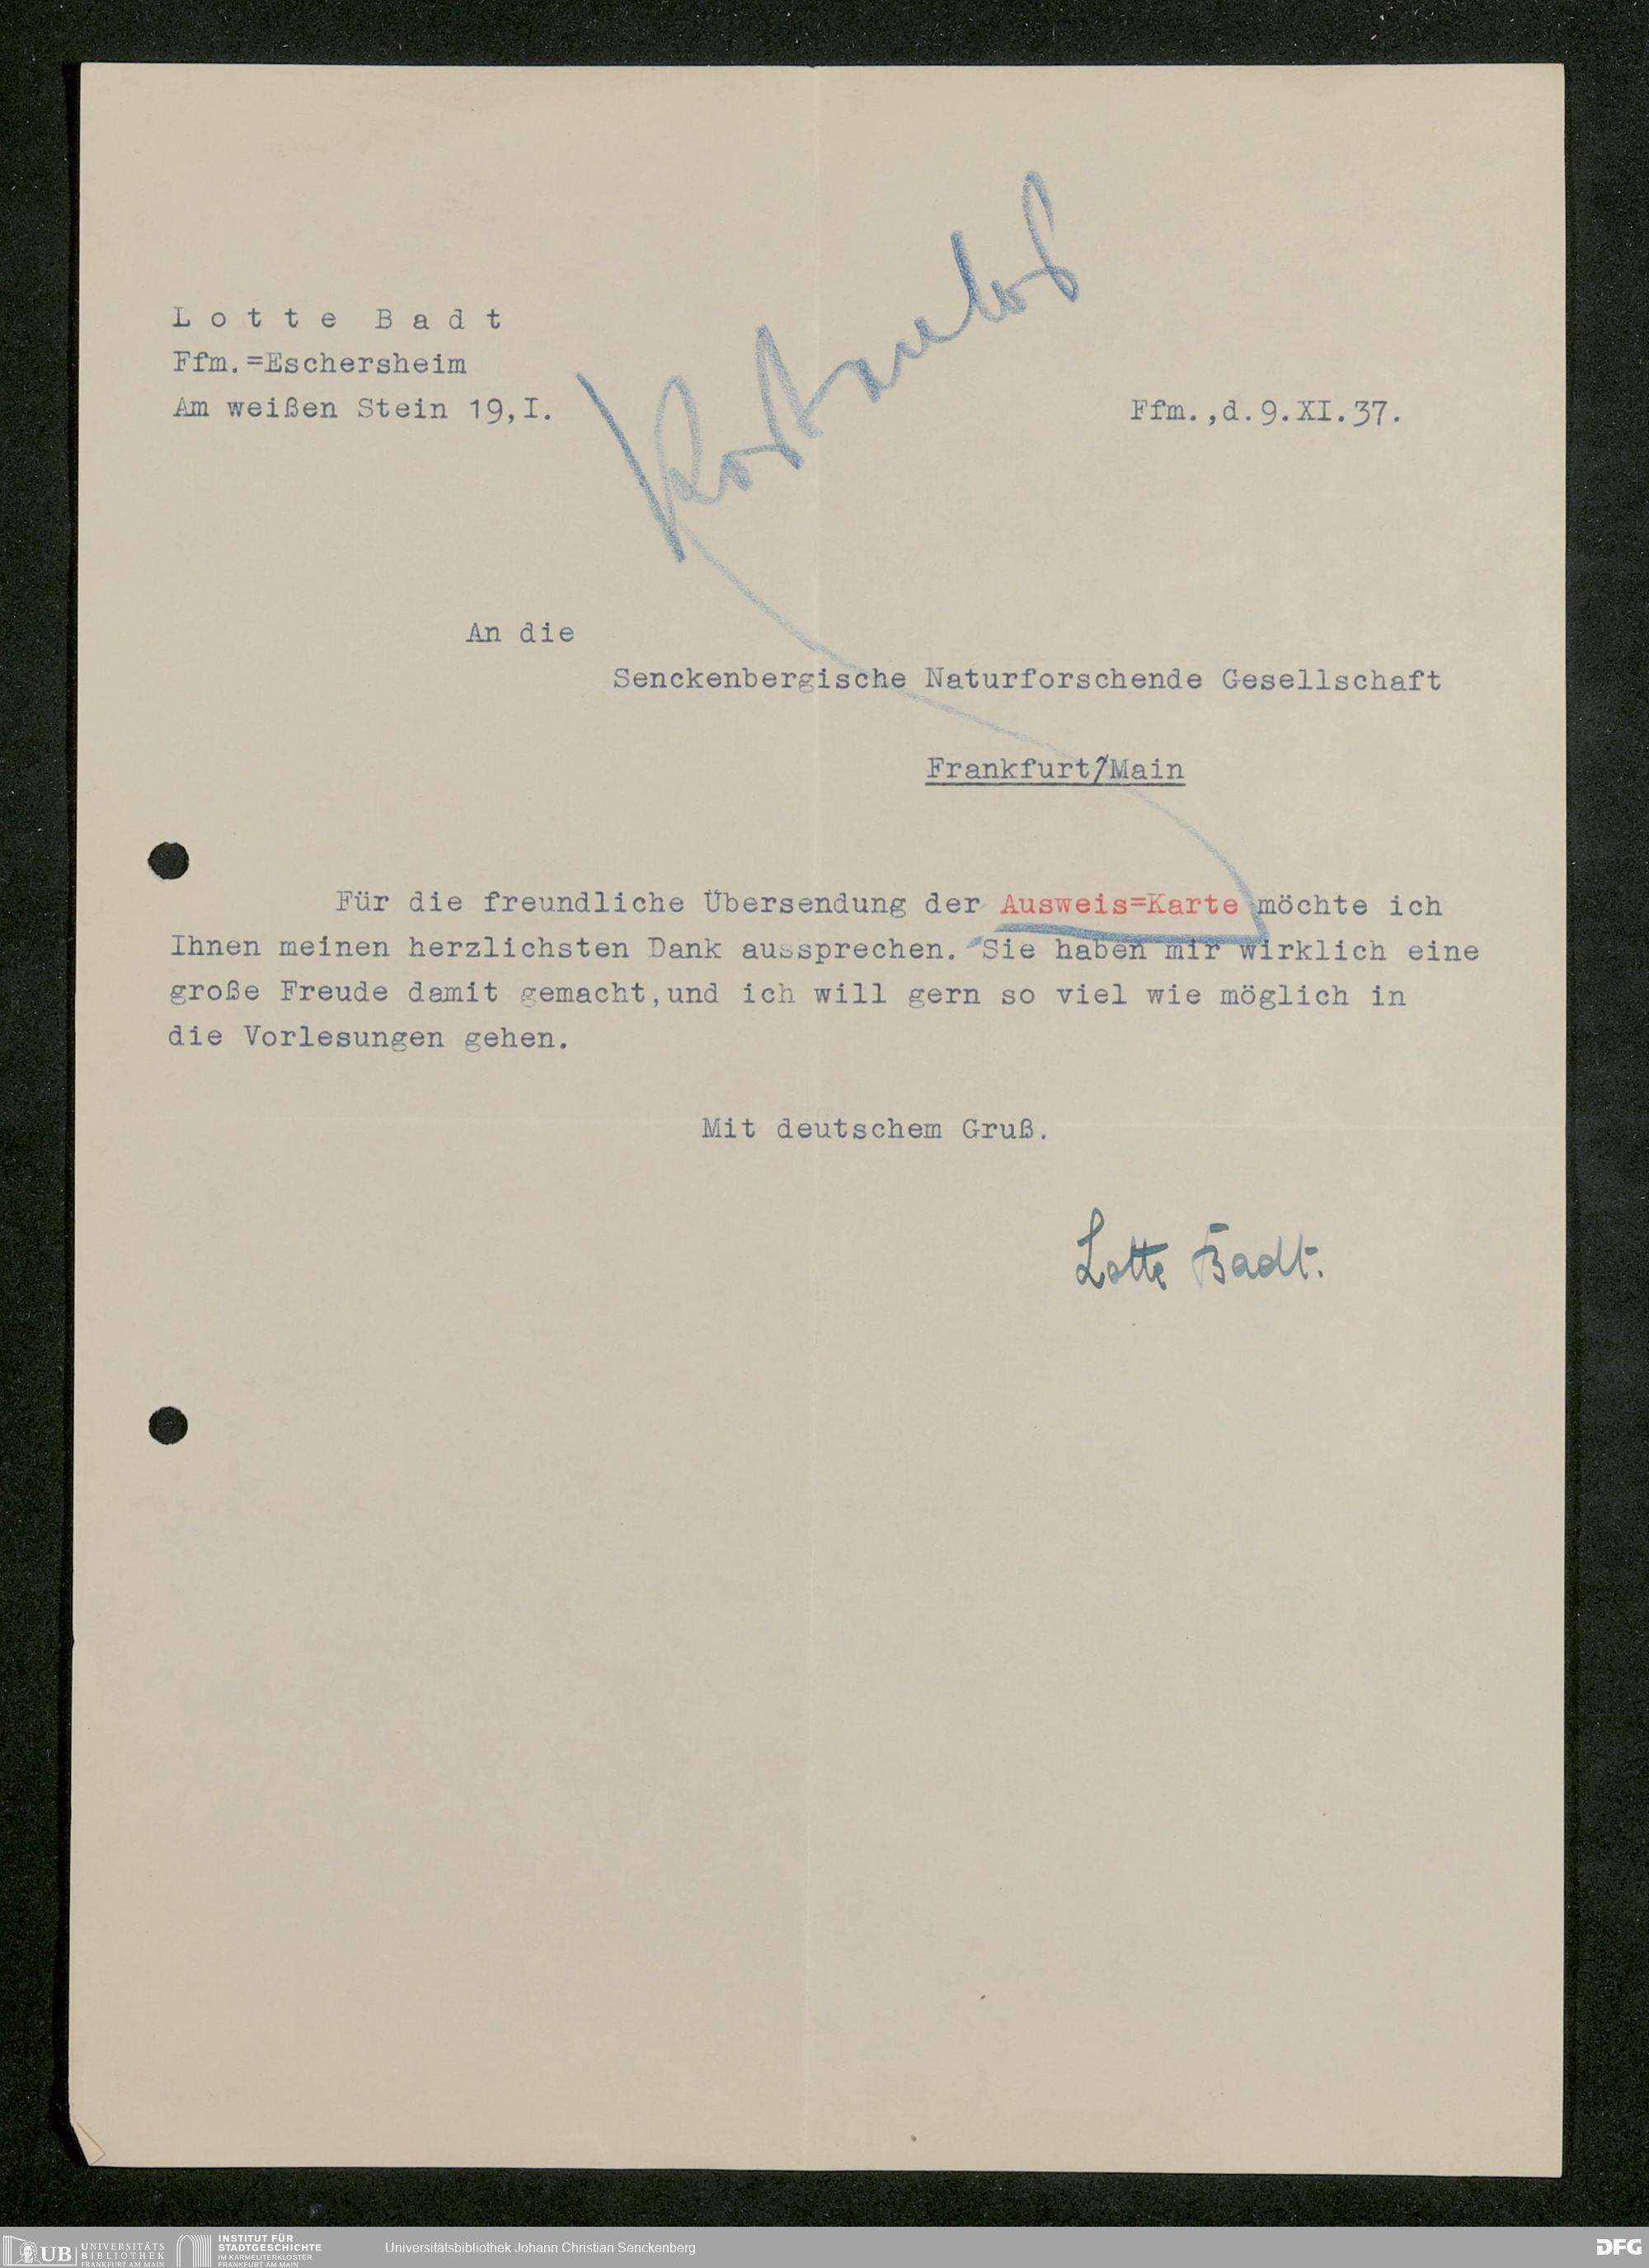 Kostenlos
L o t t e  B a d t
Ffm.=Eschersheim
Am weißen Stein 19,I.
Ffm.,d.9.XI.37.
An die
Senckenbergische Naturforschende Gesellschaft
Frankfurt/Main
Für die freundliche Übersendung der Ausweis=Karte möchte ich
Ihnen meinen herzlichsten Dank aussprechen. Sie haben mir wirklich eine
große Freude damit gemacht,und ich will gern so viel wie möglich in
die Vorlesungen gehen.
Mit deutschem Gruß.
Lotte Badt.
UB UNIVERSITÄTS
BIBLIOTHEK
FRANKFURT AM MAIN
INSTITUT FÜR
STADTGESCHICHTE
IM KARMELITERKLOSTER
FRANKFURT AM MAIN
Universitätsbibliothek Johann Christian Senckenberg
DFG